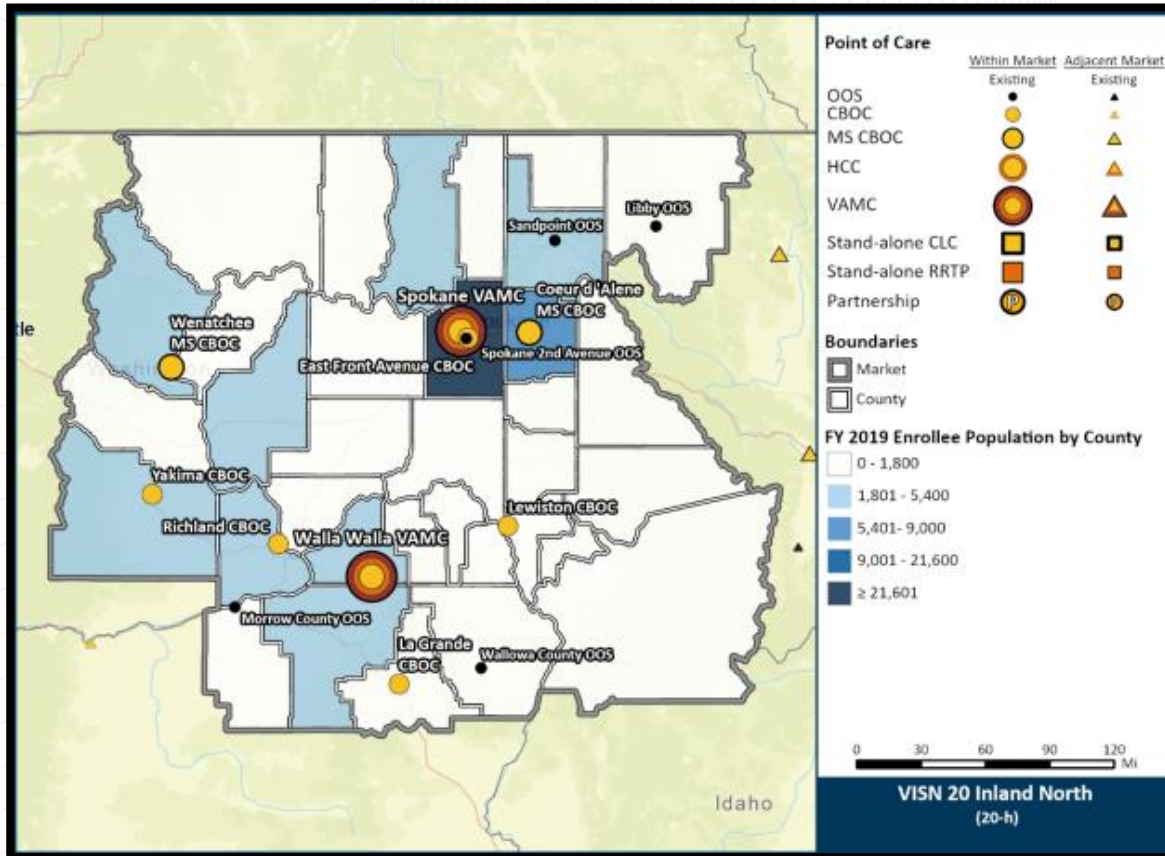 Sandpoint OOS
Libby OOS
Spokane VAMC
Coeur d'Alene
MS CBOC
Wenatchee
MS CBOC
tle
East Front Avenue CBOC
Spokane 2nd Avenue OOS
Yakima CBOC
Lewiston CBOC
Richland CBOC
Walla Walla VAMC
Morrow County OOS
La Grande
CBOC
Wallowa County OOS
Idaho
Point of Care
Within Market Adjacent Market
Existing Existing
OOS
CBOC
MS CBOC
HCC
VAMC
Stand-alone CLC
Stand-alone RRTP
Partnership
P
Boundaries
Market
County
FY 2019 Enrollee Population by County
0 - 1,800
1,801 - 5,400
5,401- 9,000
9,001 - 21,600
≥ 21,601
0 30 60 90 120
Mi
VISN 20 Inland North
(20-h)